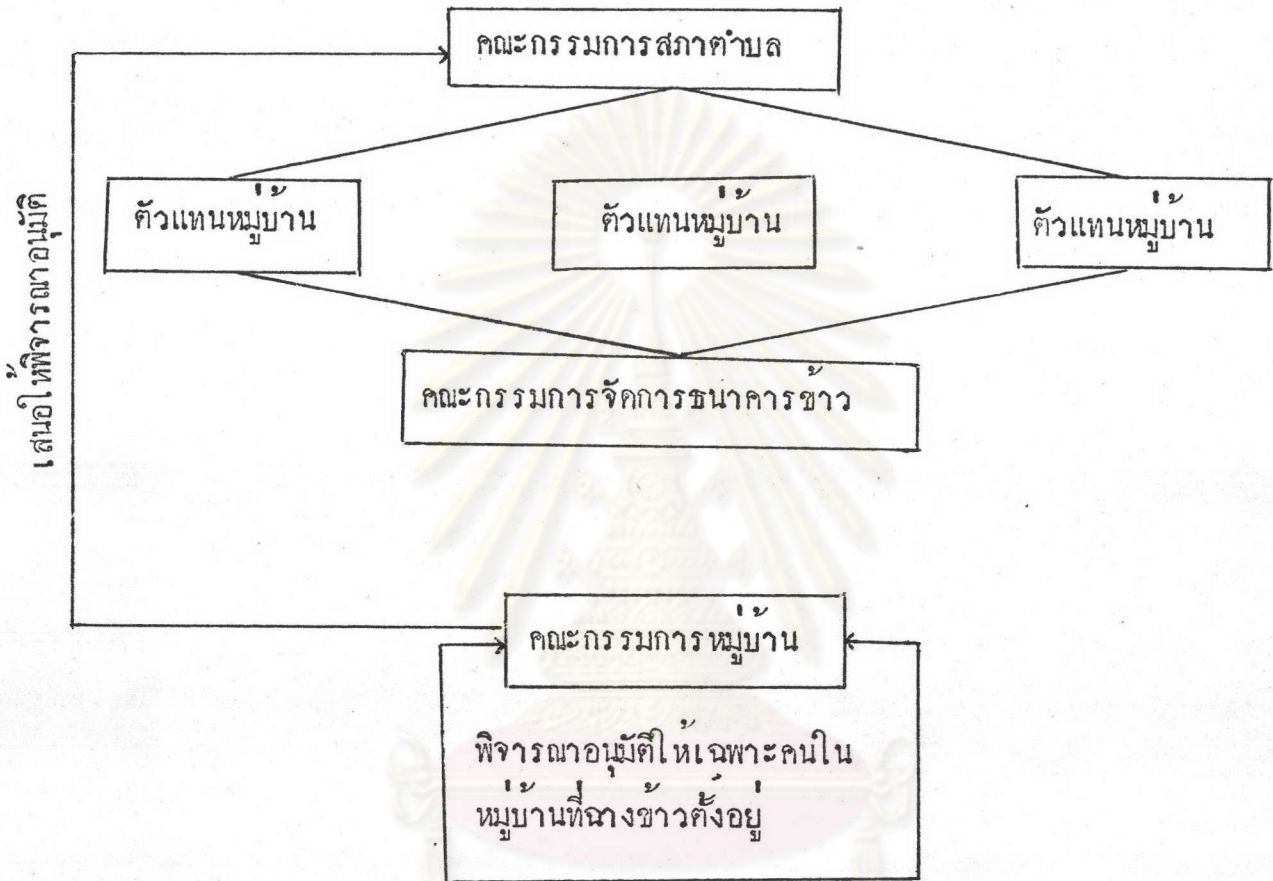 คณะกรรมการสภาตำบล
เสนอให้พิจารณาอนุมัติ
ตัวแทนหมู่บ้าน
ตัวแทนหมู่บ้าน
ตัวแทนหมู่บ้าน
คณะกรรมการจัดการธนาคารข้าว
คณะกรรมการหมู่บ้าน
พิจารณาอนุมัติให้เฉพาะคนใน
หมู่บ้านที่ฉางข้าวตั้งอยู่